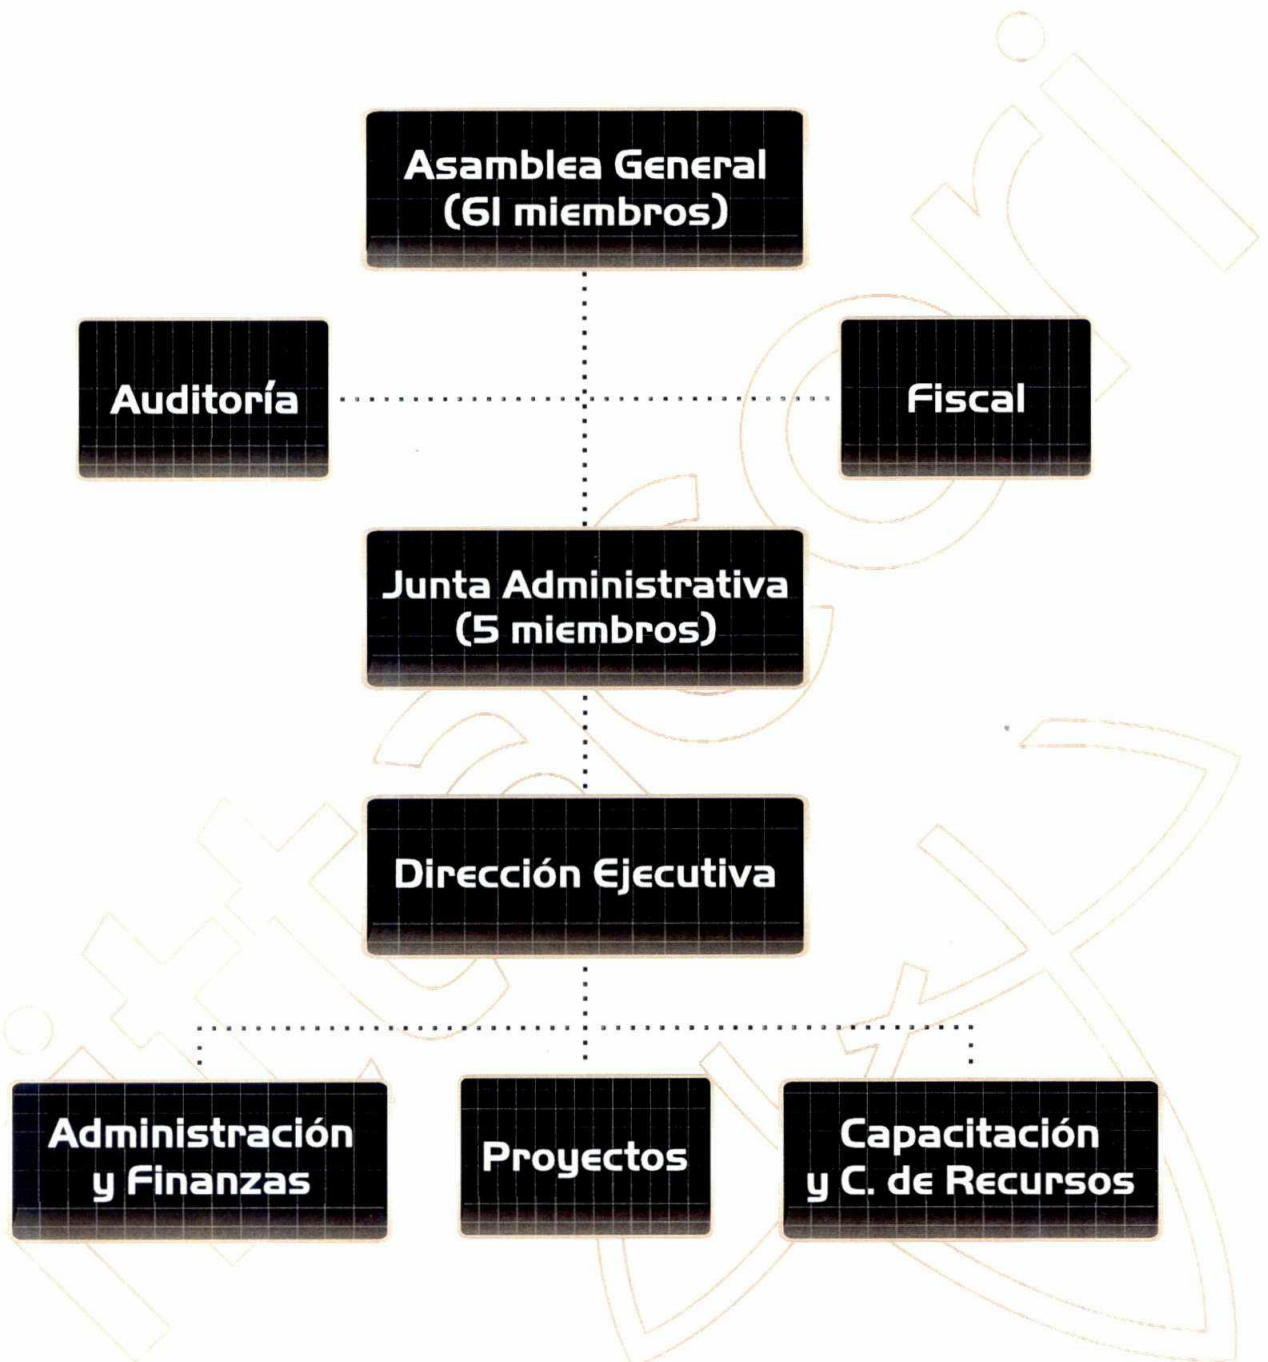 Asamblea General
(61 miembros)
Auditoría
Fiscal
Junta Administrativa
(5 miembros)
Dirección Ejecutiva
Administración
y Finanzas
Proyectos
Capacitación
y C. de Recursos